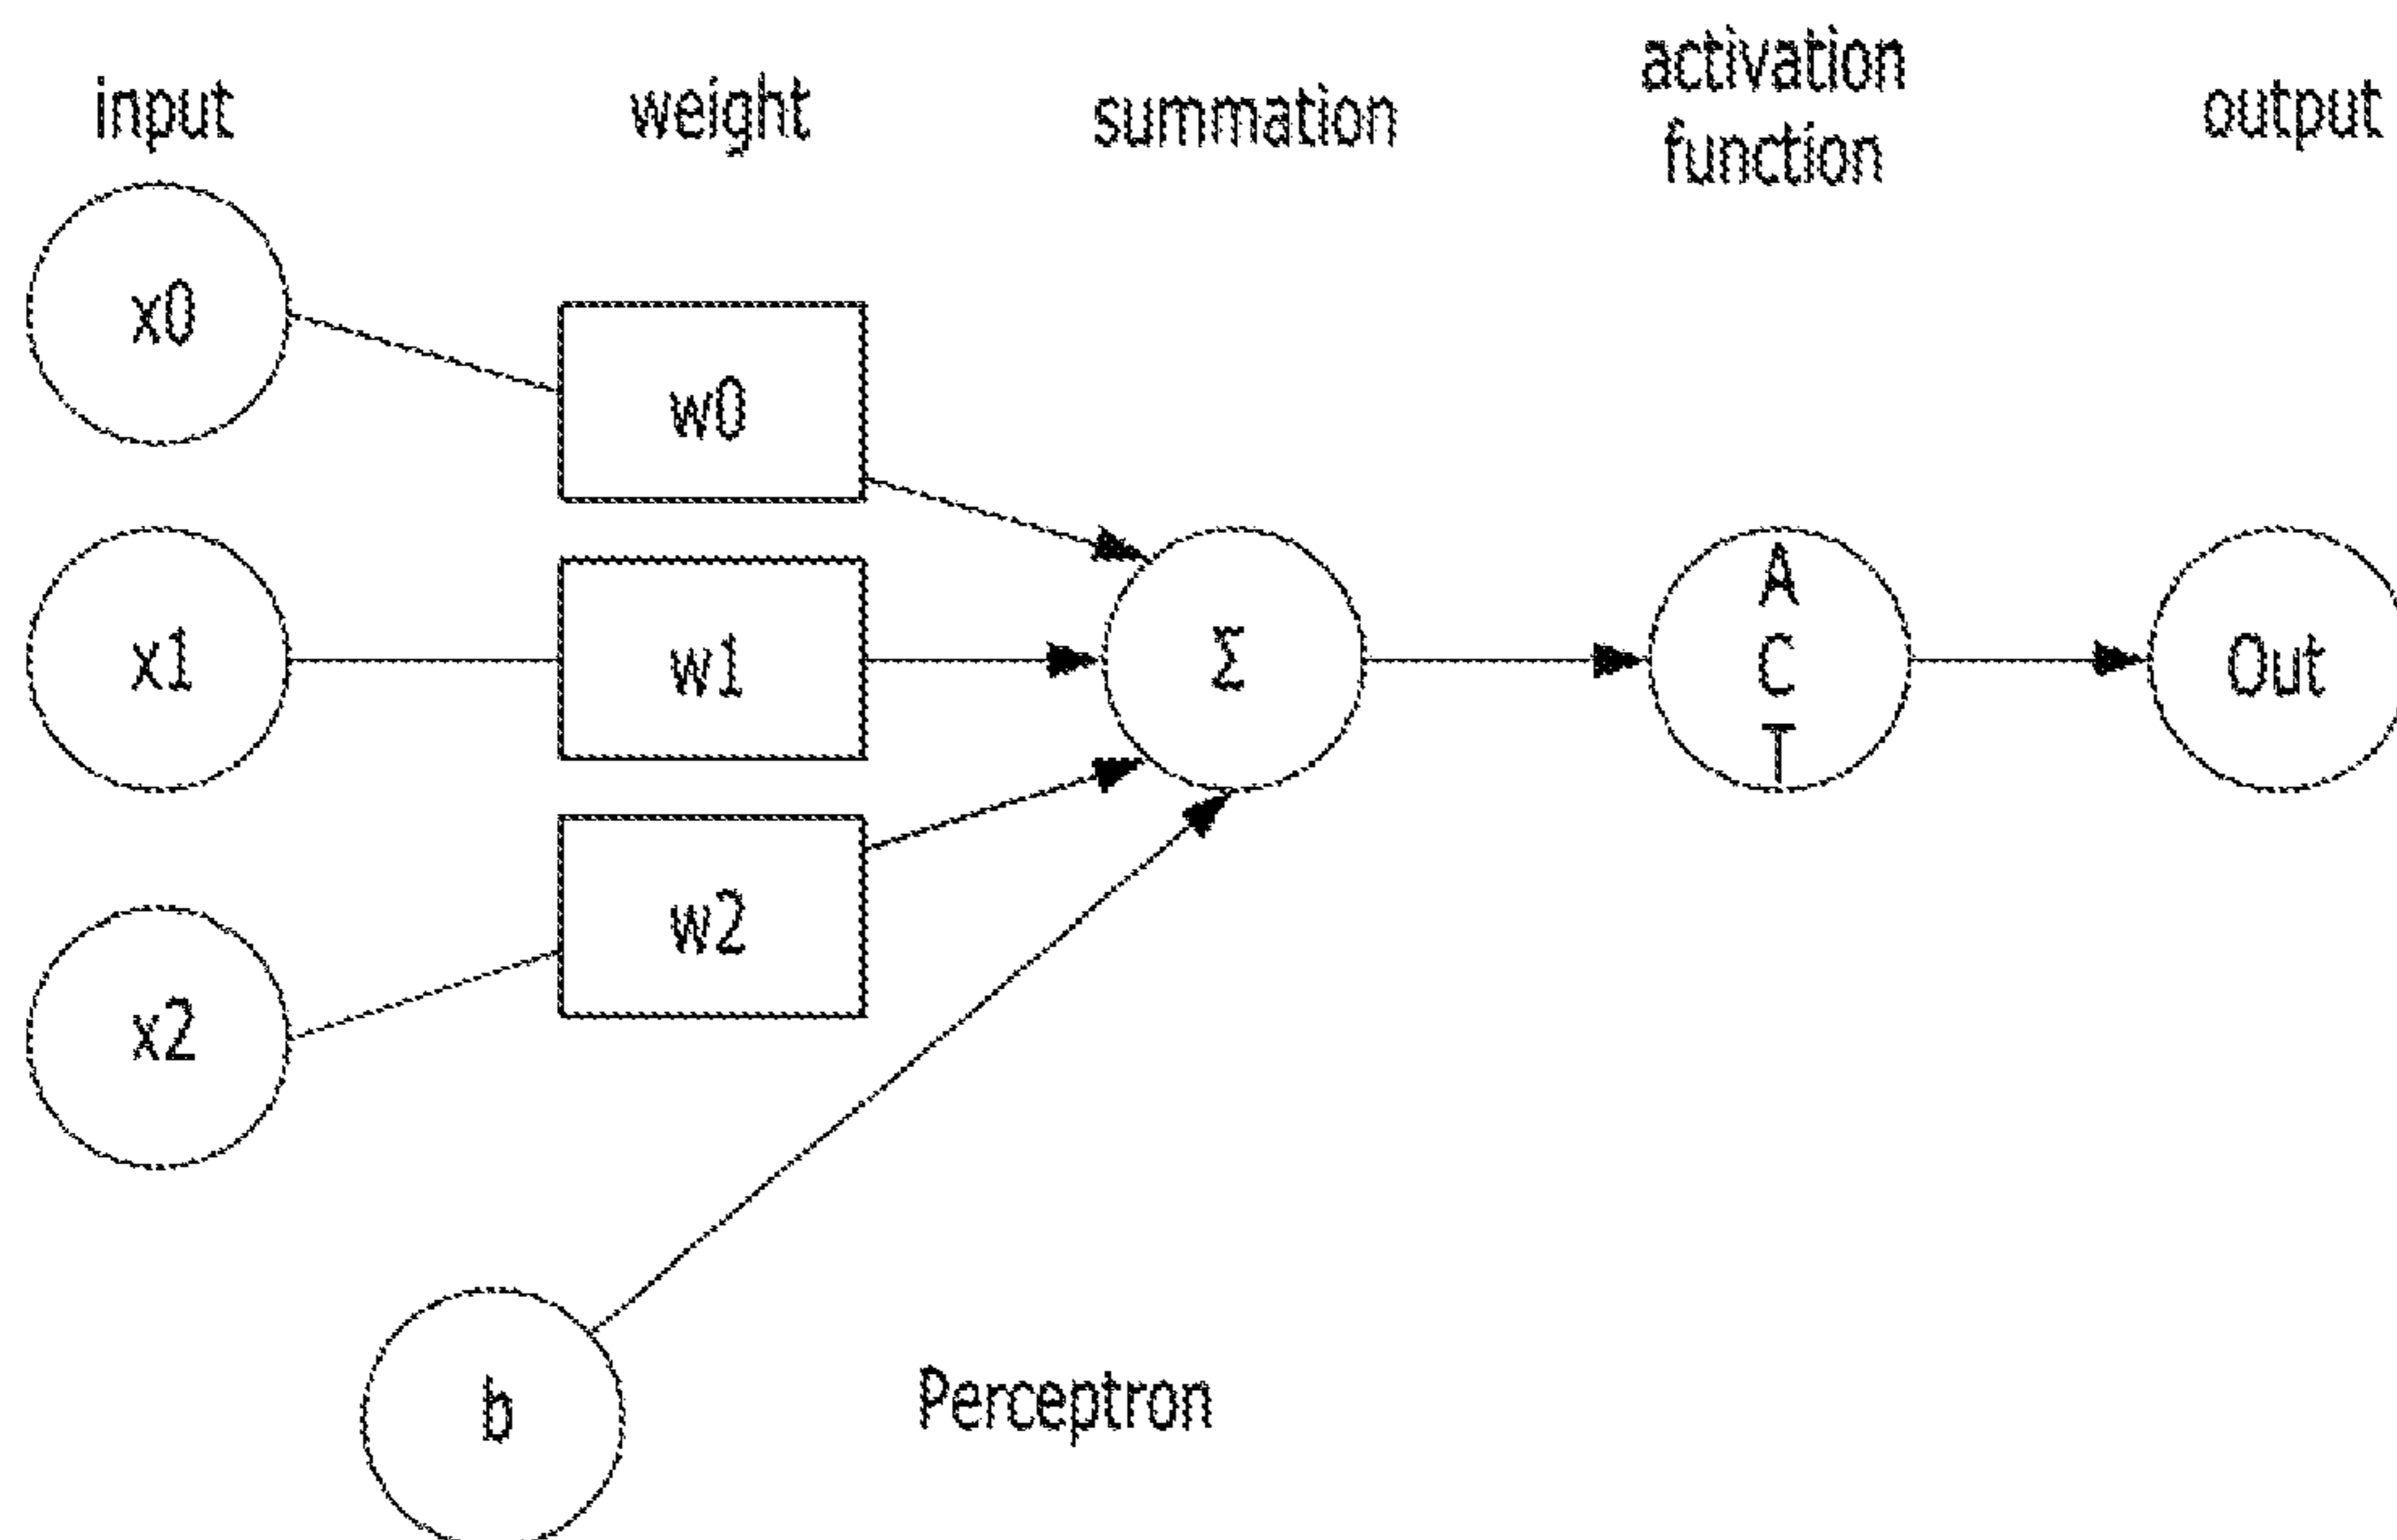 input
weight
summation
activation
function
output
x0
w0
x1
w1
Σ
A
C
T
Out
x2
w2
b
Perceptron